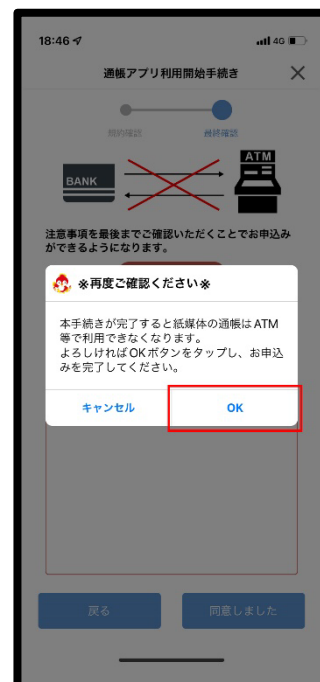 18:46
4G
通帳アプリ利用開始手続き
規約確認
最終確認
BANK
ATM
注意事項を最後までご確認いただくことでお申込み
ができるようになります。
※再度ご確認ください※
本手続きが完了すると紙媒体の通帳はATM
等で利用できなくなります。
よろしければOKボタンをタップし、お申込
みを完了してください。
キャンセル
OK
戻る
同意しました